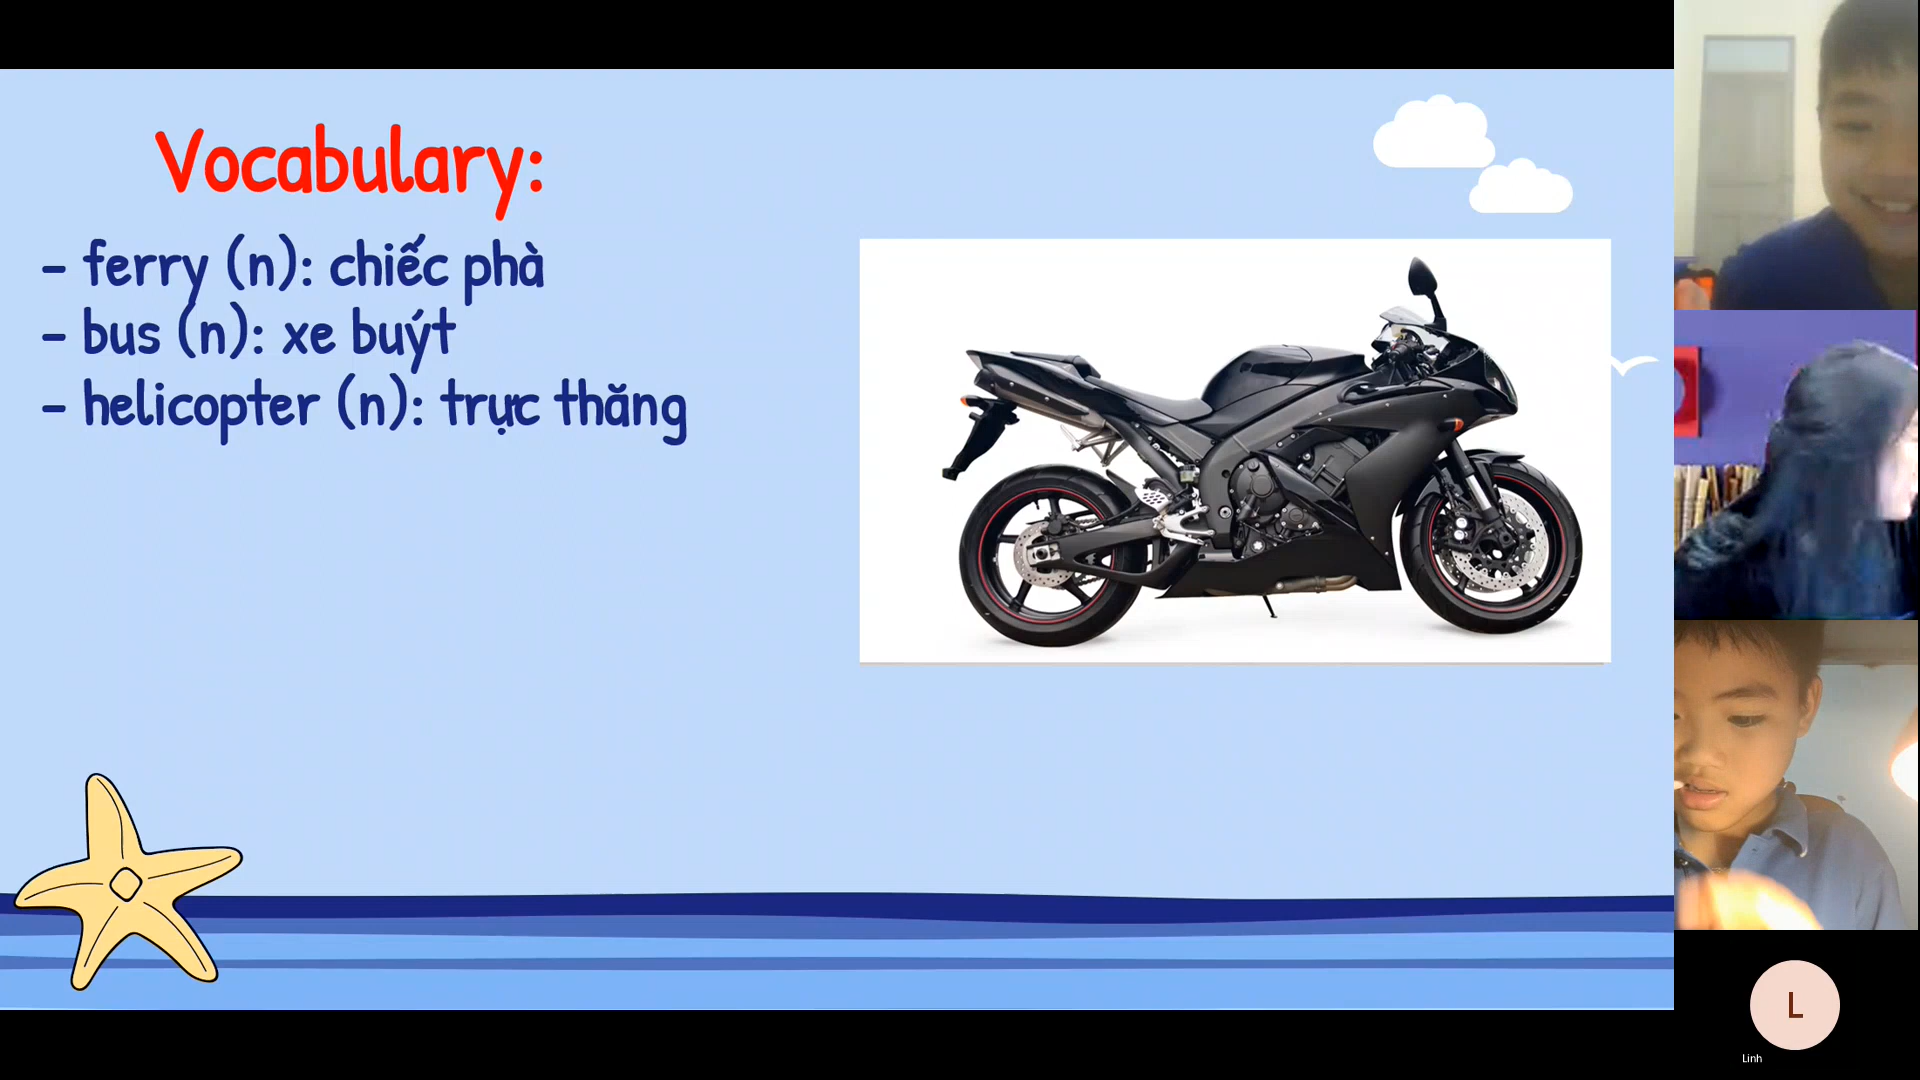 Vocabulary:
- ferry (n): chiếc phà
- bus (n): xe buýt
- helicopter (n): trực thăng
L
Linh